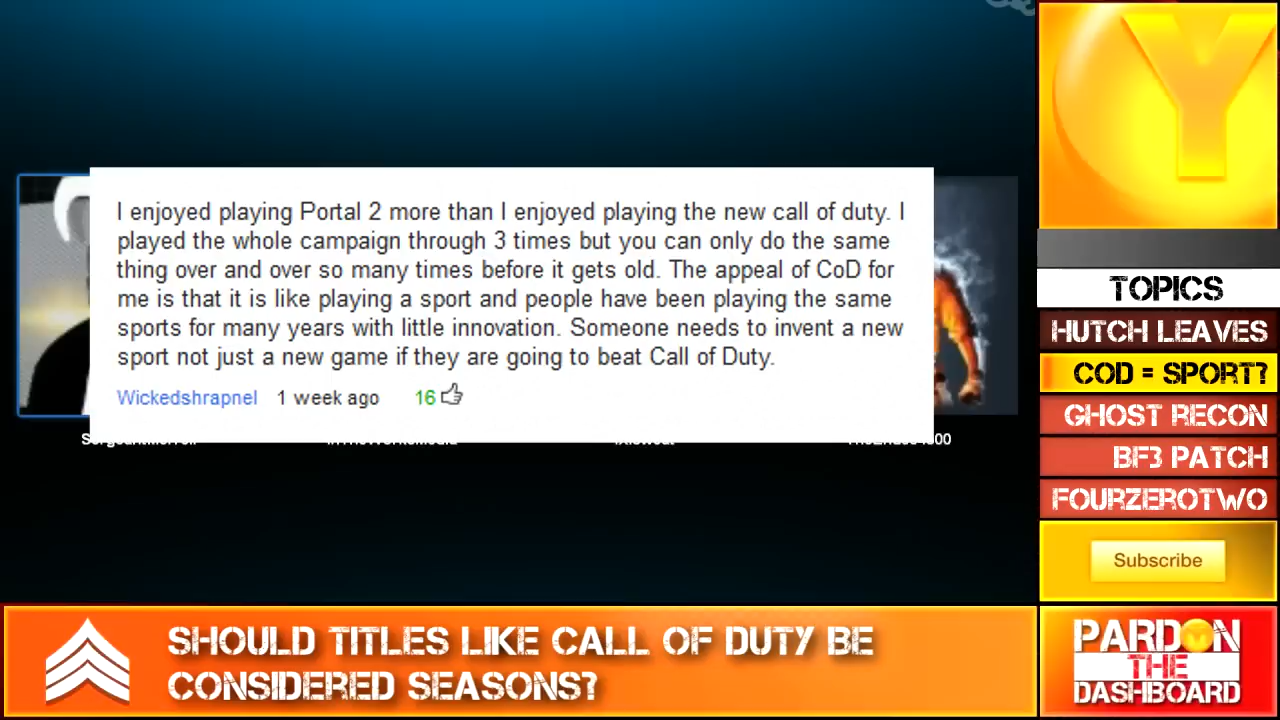 I enjoyed playing Portal 2 more than I enjoyed playing the new call of duty. I
played the whole campaign through 3 times but you can only do the same
thing over and over so many times before it gets old. The appeal of CoD for
me is that it is like playing a sport and people have been playing the same
sports for many years with little innovation. Someone needs to invent a new
sport not just a new game if they are going to beat Call of Duty.
Wickedshrapnel 1 week ago 16
Y
TOPICS
HUTCH LEAVES
COD = SPORT?
GHOST RECON
BF3 PATCH
FOURZEROTWO
Subscribe
SHOULD TITLES LIKE CALL OF DUTY BE
CONSIDERED SEASONS?
PARDON
THE
DASHBOARD